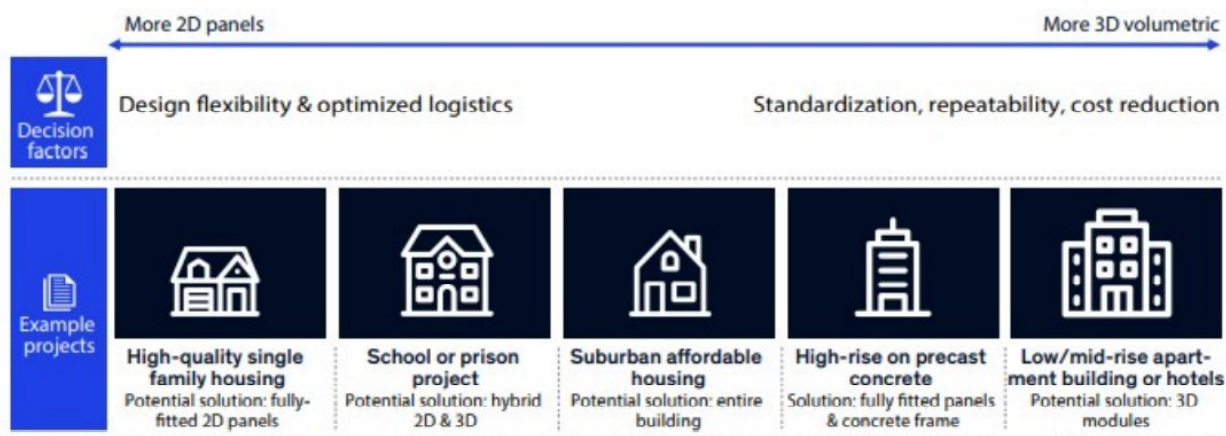 More 2D panels
More 3D volumetric
Decision
factors
Design flexibility & optimized logistics
Standardization, repeatability, cost reduction
Example
projects
High-quality single
family housing
Potential solution: fully-
fitted 2D panels
School or prison
project
Potential solution: hybrid
2D & 3D
Suburban affordable
housing
Potential solution: entire
building
High-rise on precast
concrete
Solution: fully fitted panels
& concrete frame
Low/mid-rise apart-
ment building or hotels
Potential solution: 3D
modules